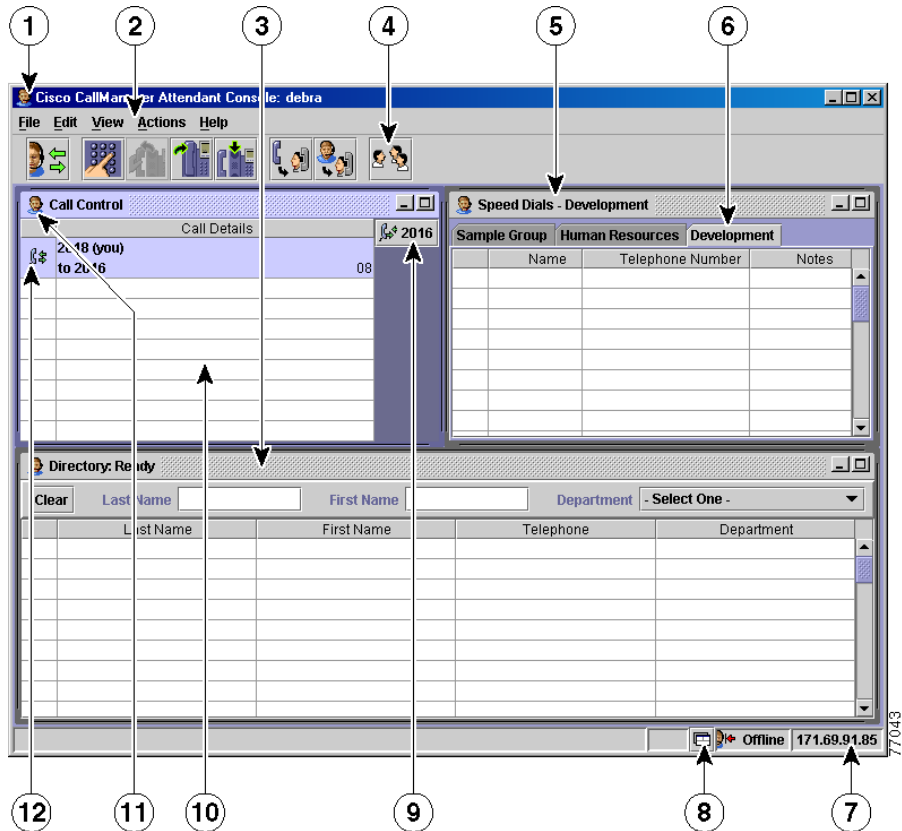 1 2 3 4 5 6
Cisco CallManager Attendant Console: debra
File Edit View Actions Help
Call Control
Call Details
2016
2018 (you)
to 2016 08
Speed Dials - Development
Sample Group Human Resources Development
Name Telephone Number Notes
Directory: Ready
Clear Last Name First Name Department - Select One -
Last Name First Name Telephone Department
Offline 171.69.91.85
77043
12 11 10 9 8 7